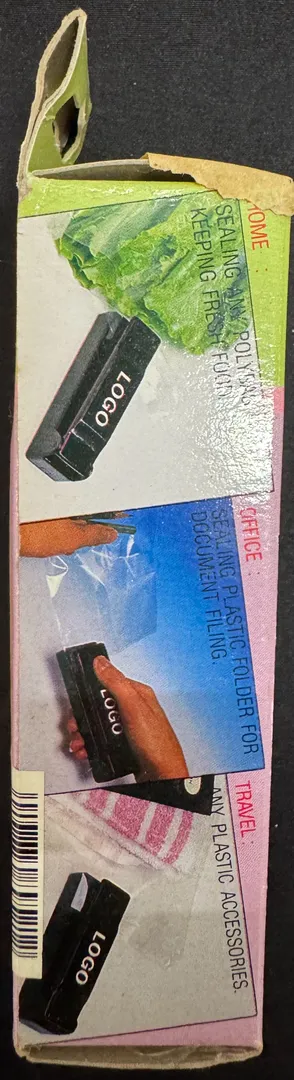 HOME :
SEALING ANY POLYBAG
KEEPING FRESH FOOD.
LOGO
OFFICE :
SEALING PLASTIC FOLDER FOR
DOCUMENT FILING.
LOGO
TRAVEL :
ANY PLASTIC ACCESSORIES.
LOGO